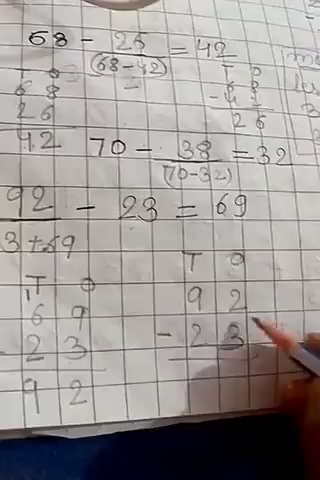 68 - 26 = 42
(68-42)
T O
6 8
2 6
42
T O
6 8
- 4 2
2 6
70 - 38 = 32
(70-32)
92 - 23 = 69
3+69
T O
6 9
- 2 3
9 2
T O
9 2
- 2 3